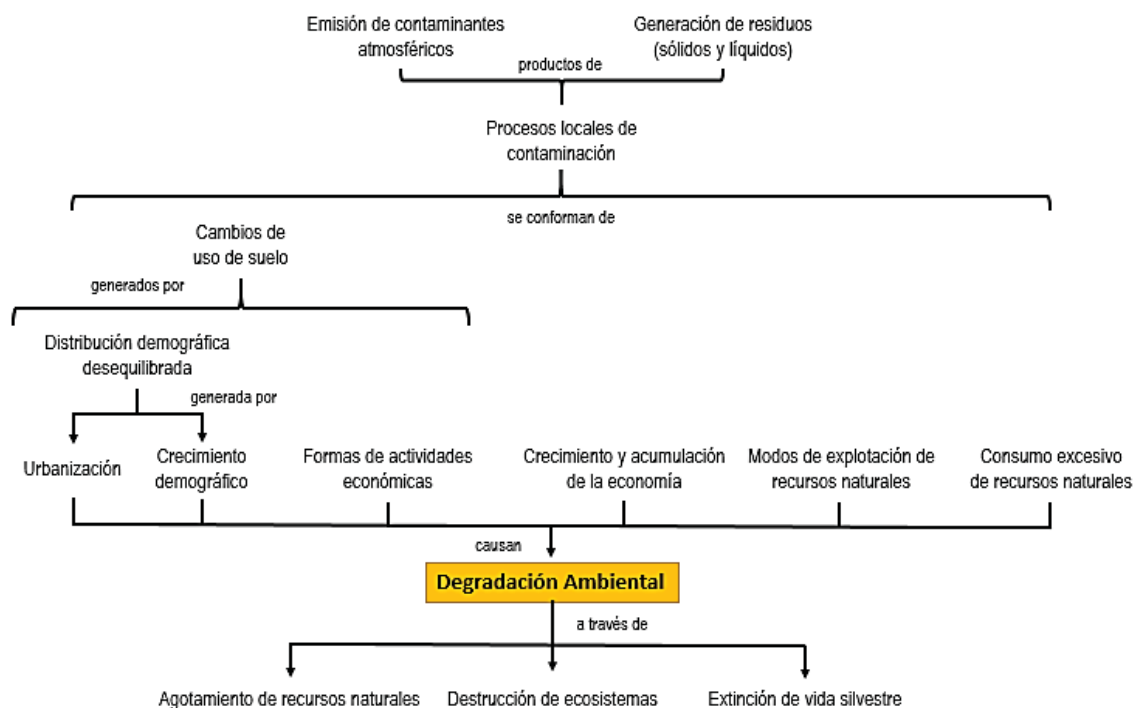 Emisión de contaminantes
atmosféricos
Generación de residuos
(sólidos y líquidos)
productos de
Procesos locales de
contaminación
se conforman de
Cambios de
uso de suelo
generados por
Distribución demográfica
desequilibrada
generada por
Urbanización
Crecimiento
demográfico
Formas de actividades
económicas
Crecimiento y acumulación
de la economía
Modos de explotación de
recursos naturales
Consumo excesivo
de recursos naturales
causan
Degradación Ambiental
a través de
Agotamiento de recursos naturales
Destrucción de ecosistemas
Extinción de vida silvestre